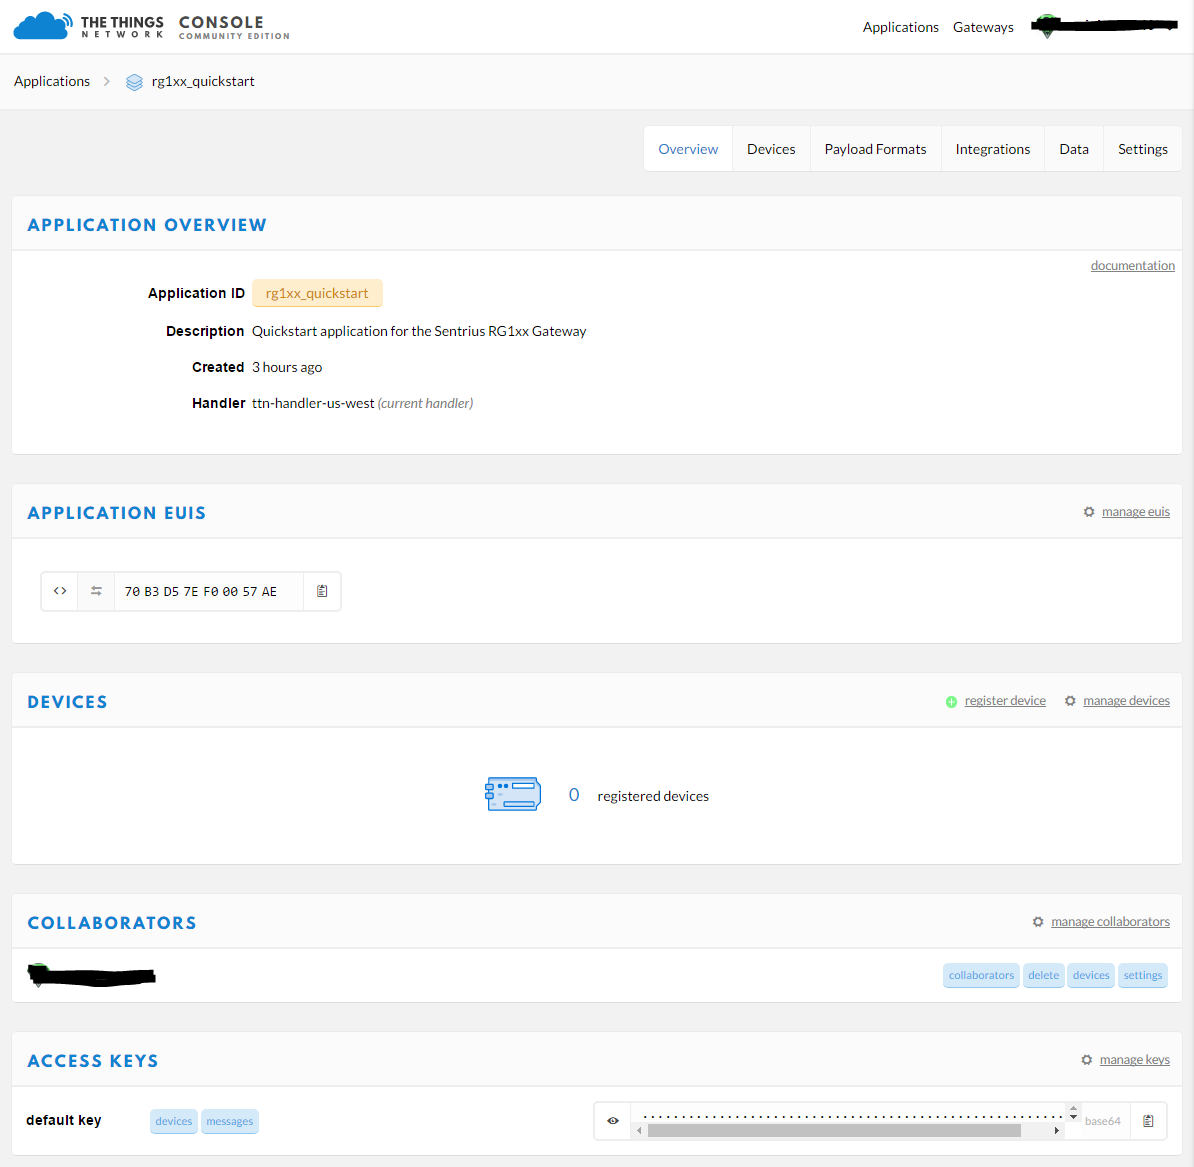 THE THINGS NETWORK CONSOLE COMMUNITY EDITION
Applications Gateways
Applications rg1xx_quickstart
Overview Devices Payload Formats Integrations Data Settings
APPLICATION OVERVIEW
documentation
Application ID rg1xx_quickstart
Description Quickstart application for the Sentrius RG1xx Gateway
Created 3 hours ago
Handler ttn-handler-us-west (current handler)
APPLICATION EUIS manage euis
<> 70 B3 D5 7E F0 00 57 AE
DEVICES register device manage devices
0 registered devices
COLLABORATORS manage collaborators
collaborators delete devices settings
ACCESS KEYS manage keys
default key devices messages base64